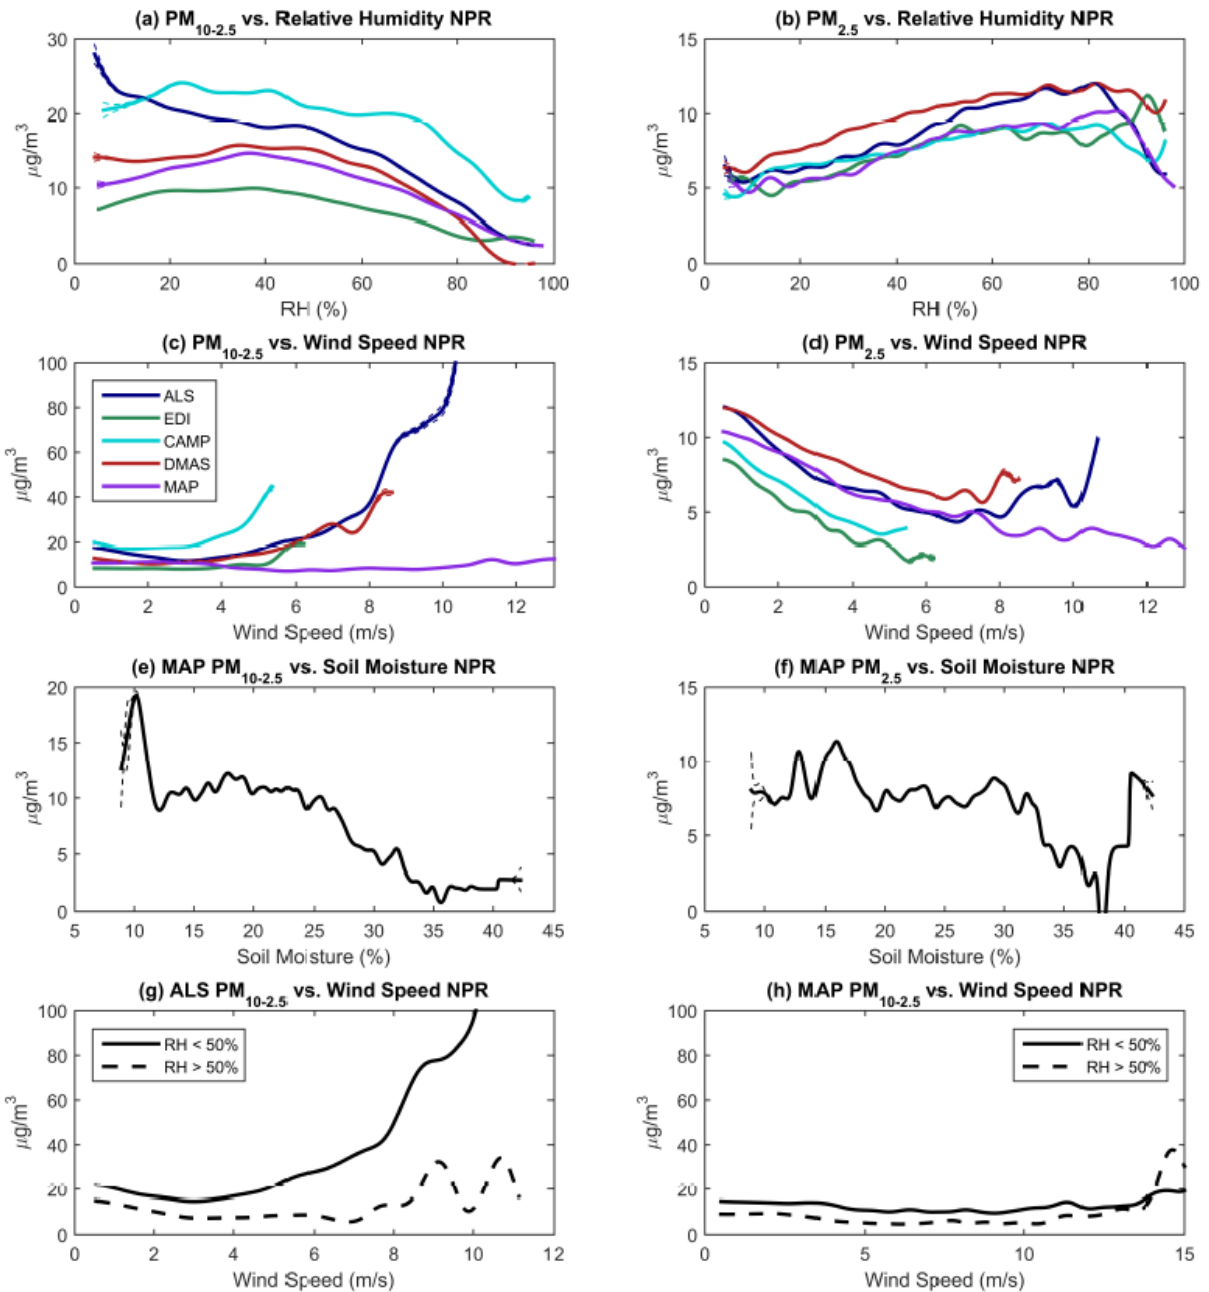 (a) PM10-2.5 vs. Relative Humidity NPR
30
20
10
0
μg/m3
0 20 40 60 80 100
RH (%)
(b) PM2.5 vs. Relative Humidity NPR
15
10
5
0
μg/m3
0 20 40 60 80 100
RH (%)
(c) PM10-2.5 vs. Wind Speed NPR
100
80
60
40
20
0
μg/m3
ALS
EDI
CAMP
DMAS
MAP
0 2 4 6 8 10 12
Wind Speed (m/s)
(d) PM2.5 vs. Wind Speed NPR
15
10
5
0
μg/m3
0 2 4 6 8 10 12
Wind Speed (m/s)
(e) MAP PM10-2.5 vs. Soil Moisture NPR
20
15
10
5
0
μg/m3
5 10 15 20 25 30 35 40 45
Soil Moisture (%)
(f) MAP PM2.5 vs. Soil Moisture NPR
15
10
5
0
μg/m3
5 10 15 20 25 30 35 40 45
Soil Moisture (%)
(g) ALS PM10-2.5 vs. Wind Speed NPR
100
80
60
40
20
0
μg/m3
RH < 50%
RH > 50%
0 2 4 6 8 10 12
Wind Speed (m/s)
(h) MAP PM10-2.5 vs. Wind Speed NPR
100
80
60
40
20
0
μg/m3
RH < 50%
RH > 50%
0 5 10 15
Wind Speed (m/s)